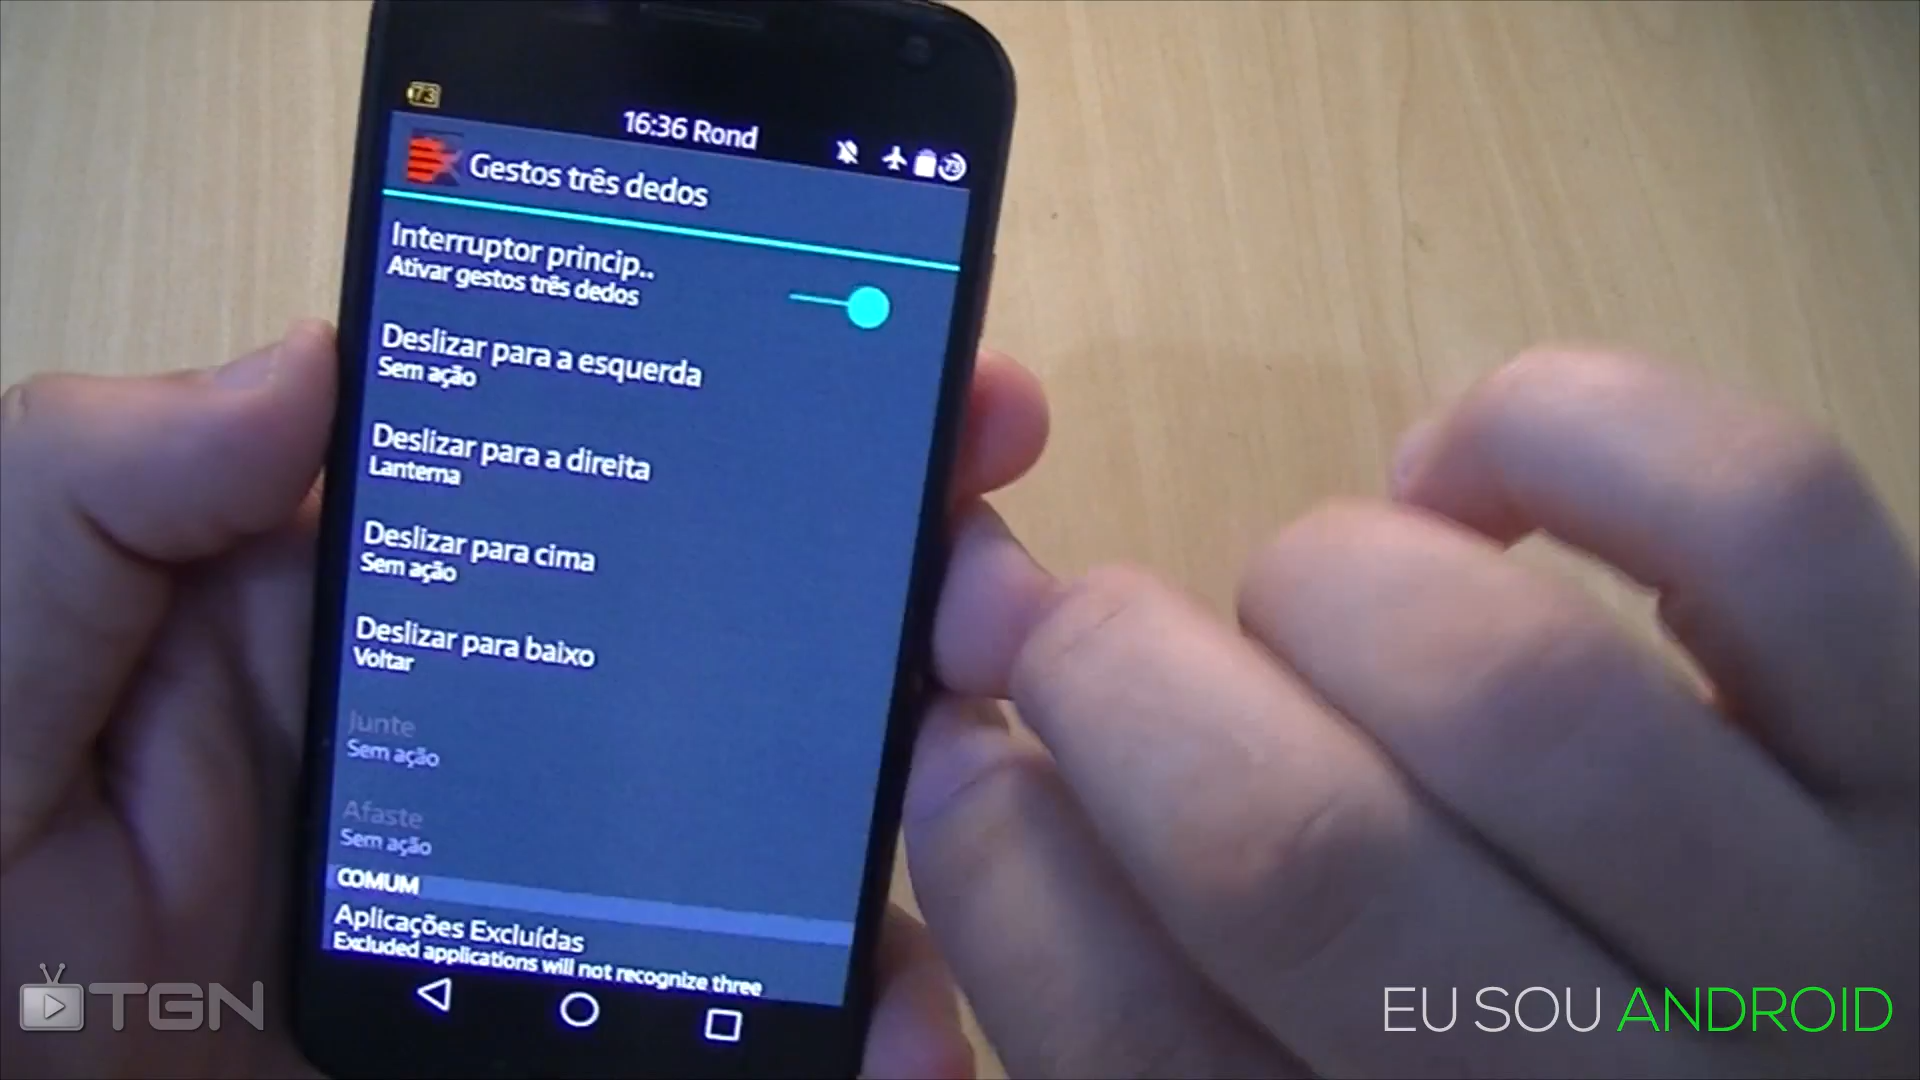 73
16:36 Rond
73
Gestos três dedos
Interruptor princip..
Ativar gestos três dedos
Deslizar para a esquerda
Sem ação
Deslizar para a direita
Lanterna
Deslizar para cima
Sem ação
Deslizar para baixo
Voltar
Junte
Sem ação
Afaste
Sem ação
COMUM
Aplicações Excluídas
Excluded applications will not recognize three
TGN
EU SOU ANDROID